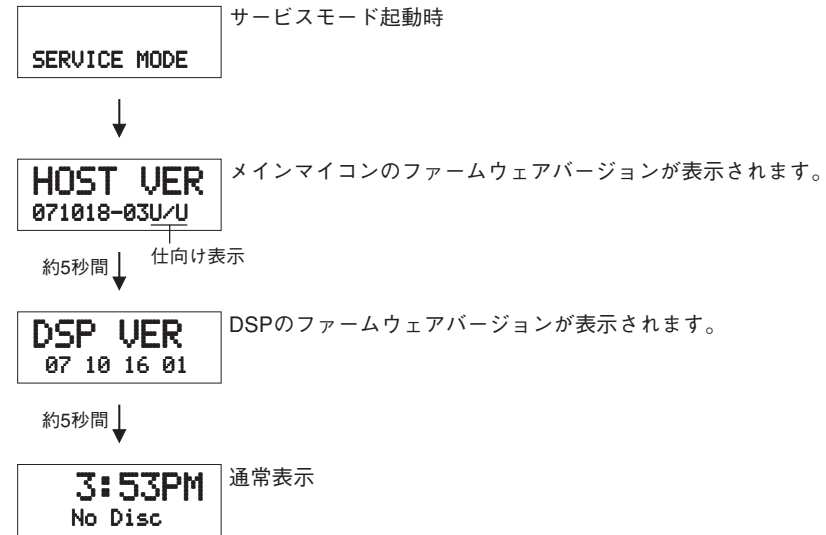 サービスモード起動時
SERVICE MODE
HOST VER
メインマイコンのファームウェアバージョンが表示されます。
071018-03U/U
仕向け表示
約5秒間
DSP VER
DSPのファームウェアバージョンが表示されます。
07 10 16 01
約5秒間
3:53PM
通常表示
No Disc